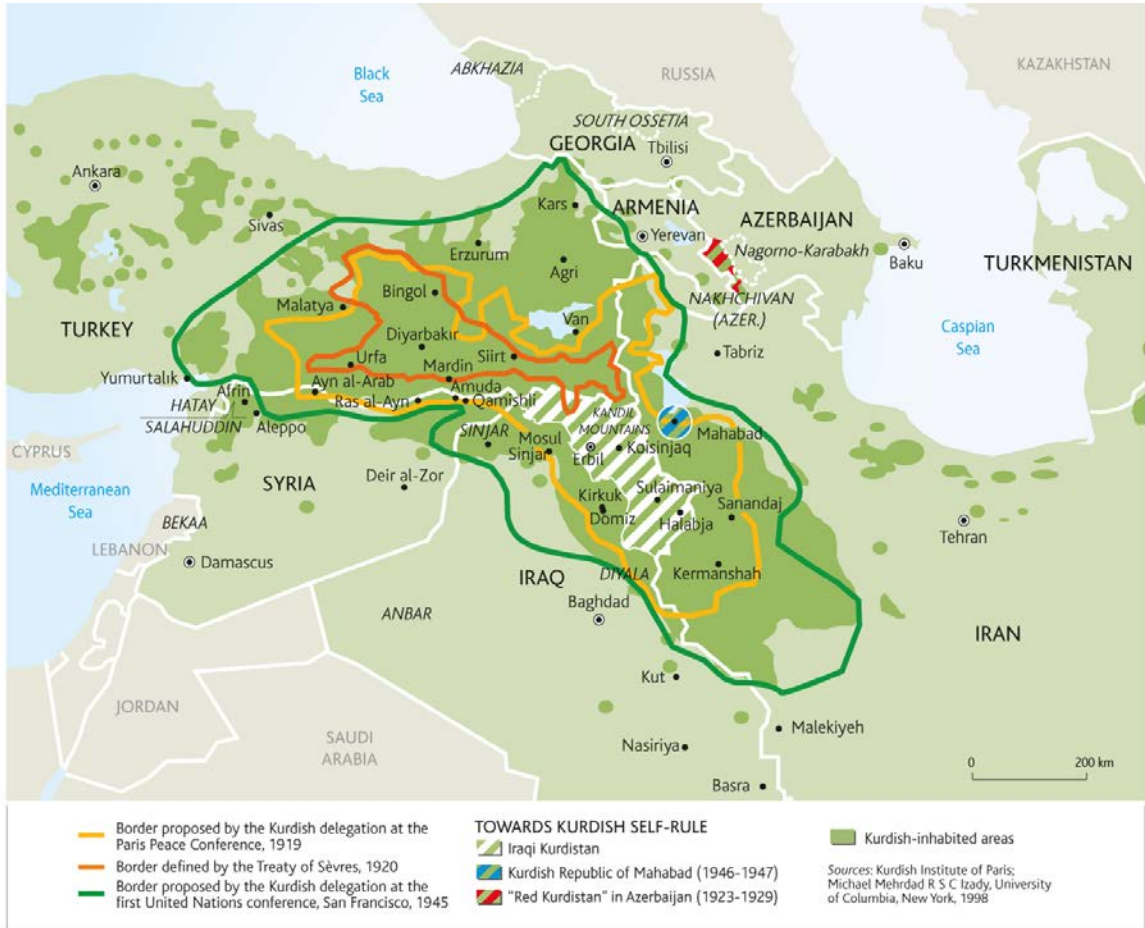 KAZAKHSTAN
ABKHAZIA
RUSSIA
Black
Sea
SOUTH OSSETIA
GEORGIA
Tbilisi
Ankara
Kars
ARMENIA
AZERBAIJAN
Sivas
Yerevan
Nagorno-Karabakh
Erzurum
Baku
Agri
TURKMENISTAN
NAKHCHIVAN
(AZER.)
Bingol
Malatya
Van
Caspian
Sea
TURKEY
Diyarbakır
Tabriz
Siirt
Urfa
Mardin
Yumurtalık
Ayn al-Arab
Amuda
Afrin
Ras al-Ayn
Qamishli
HATAY
SALAHUDDIN
Aleppo
KANDIL
MOUNTAINS
Mahabad
SINJAR
Mosul
Sinjar
Koisinjaq
Erbil
CYPRUS
Deir al-Zor
SYRIA
Mediterranean
Sea
Kirkuk
Domiz
Sulaimaniya
Sanandaj
Halabja
BEKAA
Tehran
LEBANON
Damascus
IRAQ
DIYALA
Kermanshah
ANBAR
Baghdad
IRAN
Kut
JORDAN
Malekiyeh
SAUDI
ARABIA
Nasiriya
0 200 km
Basra
Border proposed by the Kurdish delegation at the
Paris Peace Conference, 1919
Border defined by the Treaty of Sèvres, 1920
Border proposed by the Kurdish delegation at the
first United Nations conference, San Francisco, 1945
TOWARDS KURDISH SELF-RULE
Iraqi Kurdistan
Kurdish Republic of Mahabad (1946-1947)
"Red Kurdistan" in Azerbaijan (1923-1929)
Kurdish-inhabited areas
Sources: Kurdish Institute of Paris;
Michael Mehrdad R S C Izady, University
of Columbia, New York, 1998